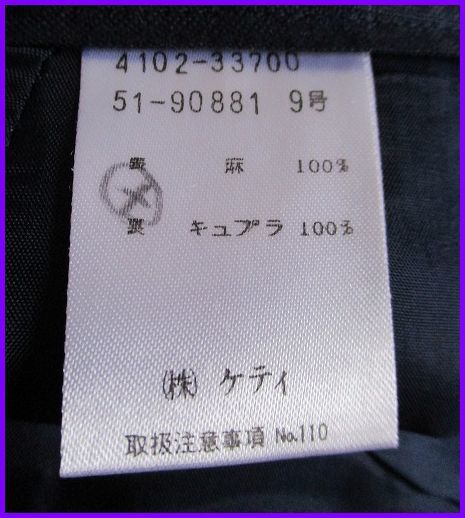 4102-33700
51-90881 9号
表 麻 100%
裏 キュプラ 100%
(株) ケティ
取扱注意事項 No.110